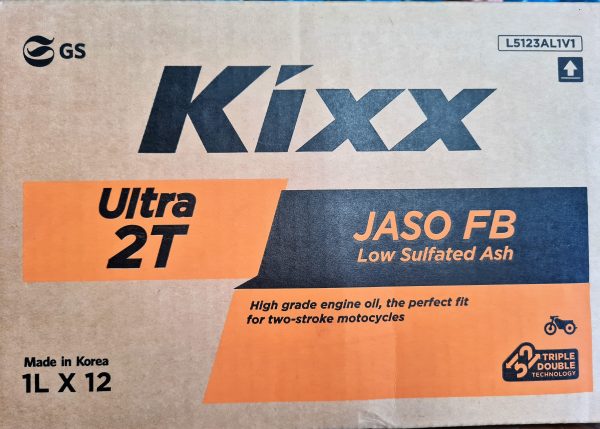 GS
L5123AL1V1
Kixx
Ultra
2T
JASO FB
Low Sulfated Ash
High grade engine oil, the perfect fit
for two-stroke motocycles
Made in Korea
1L X 12
TRIPLE
DOUBLE
TECHNOLOGY